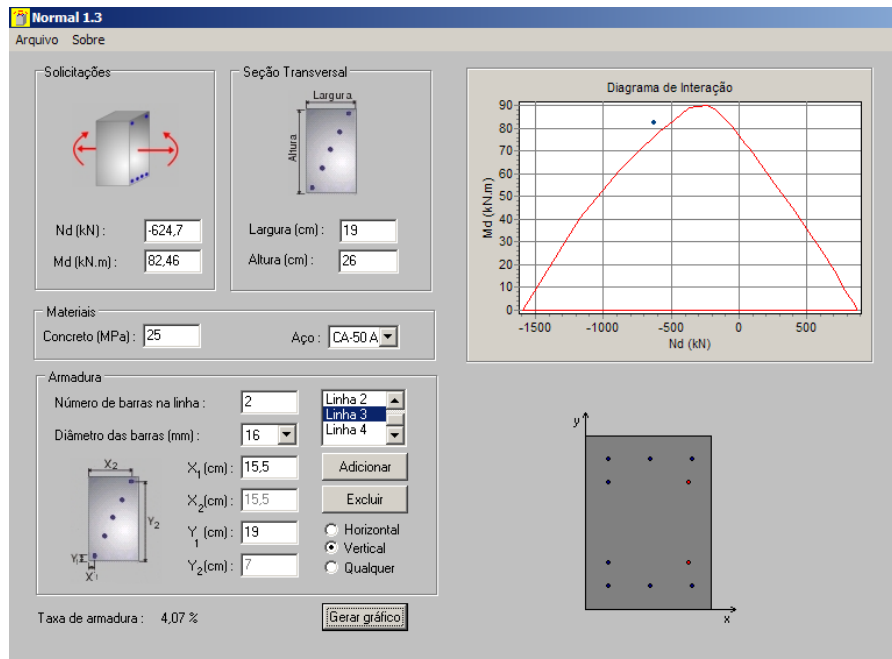 Normal 1.3
Arquivo Sobre
Solicitações
Nd (kN) : -624,7
Md (kN.m) : 82,46
Seção Transversal
Largura
Altura
Largura (cm) : 19
Altura (cm) : 26
Materiais
Concreto (MPa) : 25
Aço : CA-50 A
Armadura
Número de barras na linha : 2
Diâmetro das barras (mm) : 16
Linha 2
Linha 3
Linha 4
X2
Y2
Y1
X1
X1 (cm) : 15,5
X2(cm) : 15,5
Y1 (cm) : 19
Y2(cm) : 7
Adicionar
Excluir
Horizontal
Vertical
Qualquer
Taxa de armadura : 4,07 %
Gerar gráfico
Diagrama de Interação
Md (kN.m)
90
80
70
60
50
40
30
20
10
0
-1500 -1000 -500 0 500
Nd (kN)
y
x